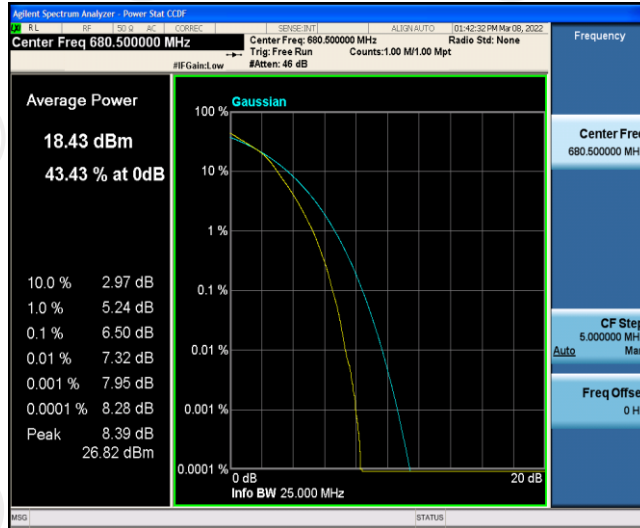 Agilent Spectrum Analyzer - Power Stat CCDF
RL RF 50 Ω AC CORREC SENSE:INT ALIGNAUTO 01:42:32 PM Mar 08, 2022
Center Freq 680.500000 MHz
Center Freq: 680.500000 MHz Radio Std: None
Trig: Free Run Counts:1.00 M/1.00 Mpt
#IFGain:Low #Atten: 46 dB
Frequency
Average Power
18.43 dBm
43.43 % at 0dB
10.0 % 2.97 dB
1.0 % 5.24 dB
0.1 % 6.50 dB
0.01 % 7.32 dB
0.001 % 7.95 dB
0.0001 % 8.28 dB
Peak 8.39 dB
26.82 dBm
Gaussian
100 %
10 %
1 %
0.1 %
0.01 %
0.001 %
0.0001 %
0 dB 20 dB
Info BW 25.000 MHz
Center Fre
680.500000 MH
CF Step
5.000000 MH
Auto Ma
Freq Offse
0 H
MSG STATUS